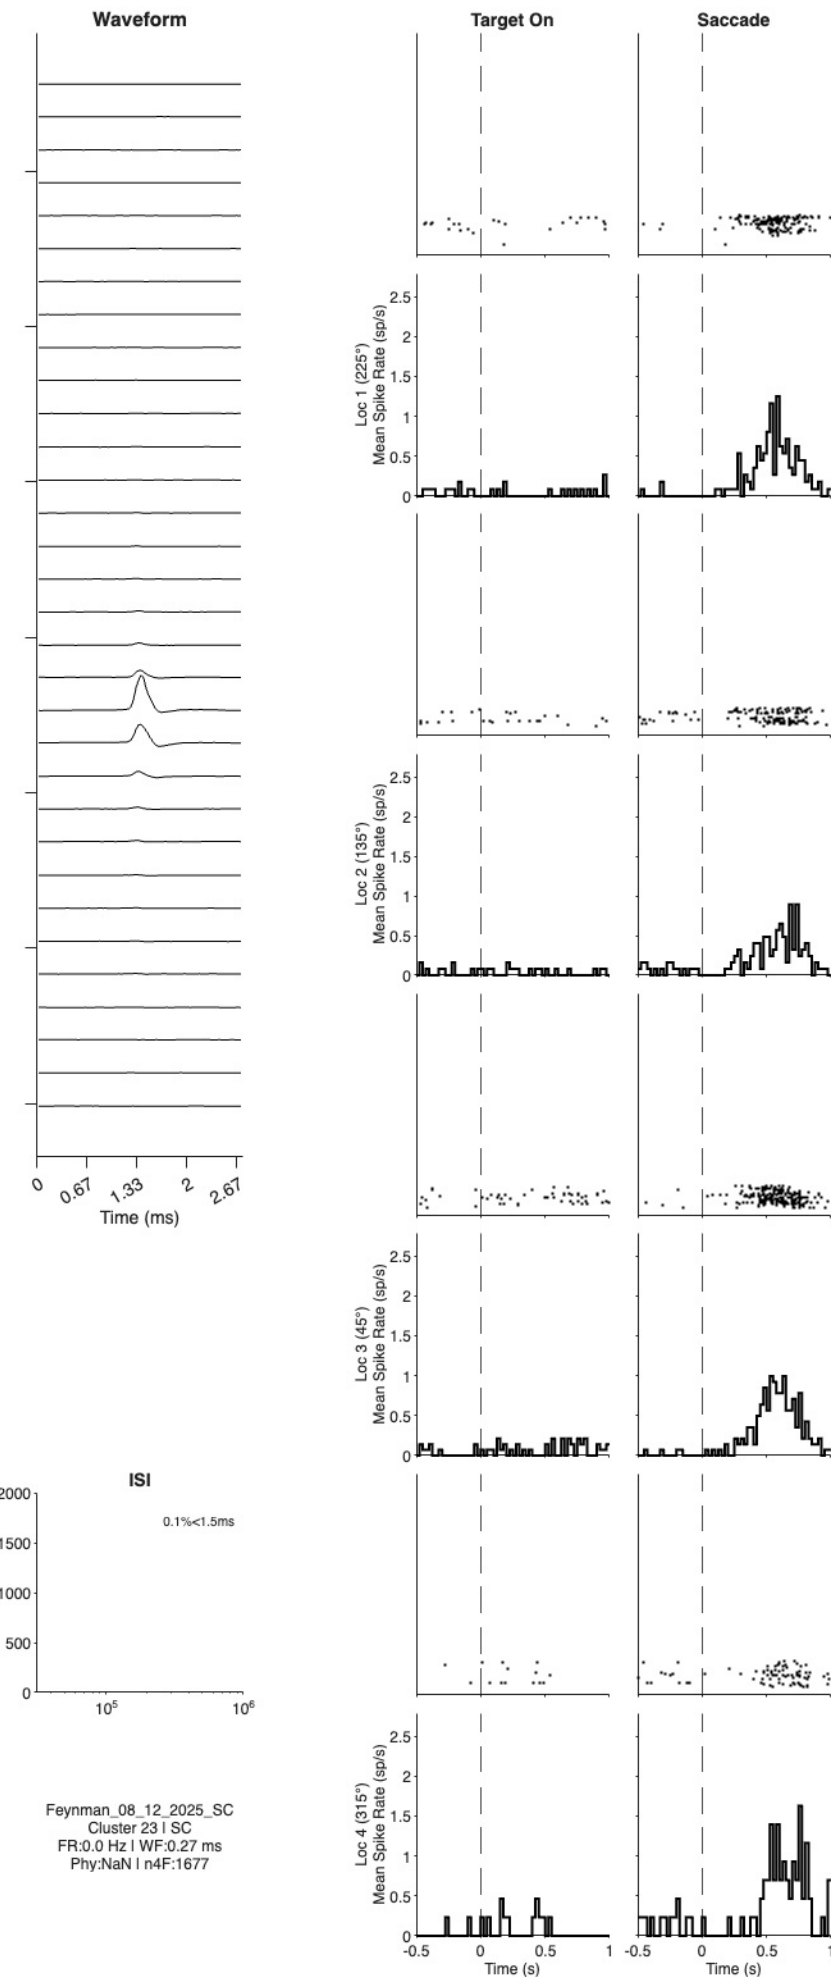 Waveform
Target On
Saccade
2.5
2
1.5
1
0.5
0
Loc 1 (225°)
Mean Spike Rate (sp/s)
2.5
2
1.5
1
0.5
0
Loc 2 (135°)
Mean Spike Rate (sp/s)
0 0.67 1.33 2 2.67
Time (ms)
2.5
2
1.5
1
0.5
0
Loc 3 (45°)
Mean Spike Rate (sp/s)
ISI
2000
0.1%<1.5ms
1500
1000
500
0
10⁵ 10⁶
2.5
2
1.5
1
0.5
0
Loc 4 (315°)
Mean Spike Rate (sp/s)
Feynman_08_12_2025_SC
Cluster 23 | SC
FR:0.0 Hz | WF:0.27 ms
Phy:NaN | n4F:1677
-0.5 0 0.5 1
Time (s)
-0.5 0 0.5 1
Time (s)